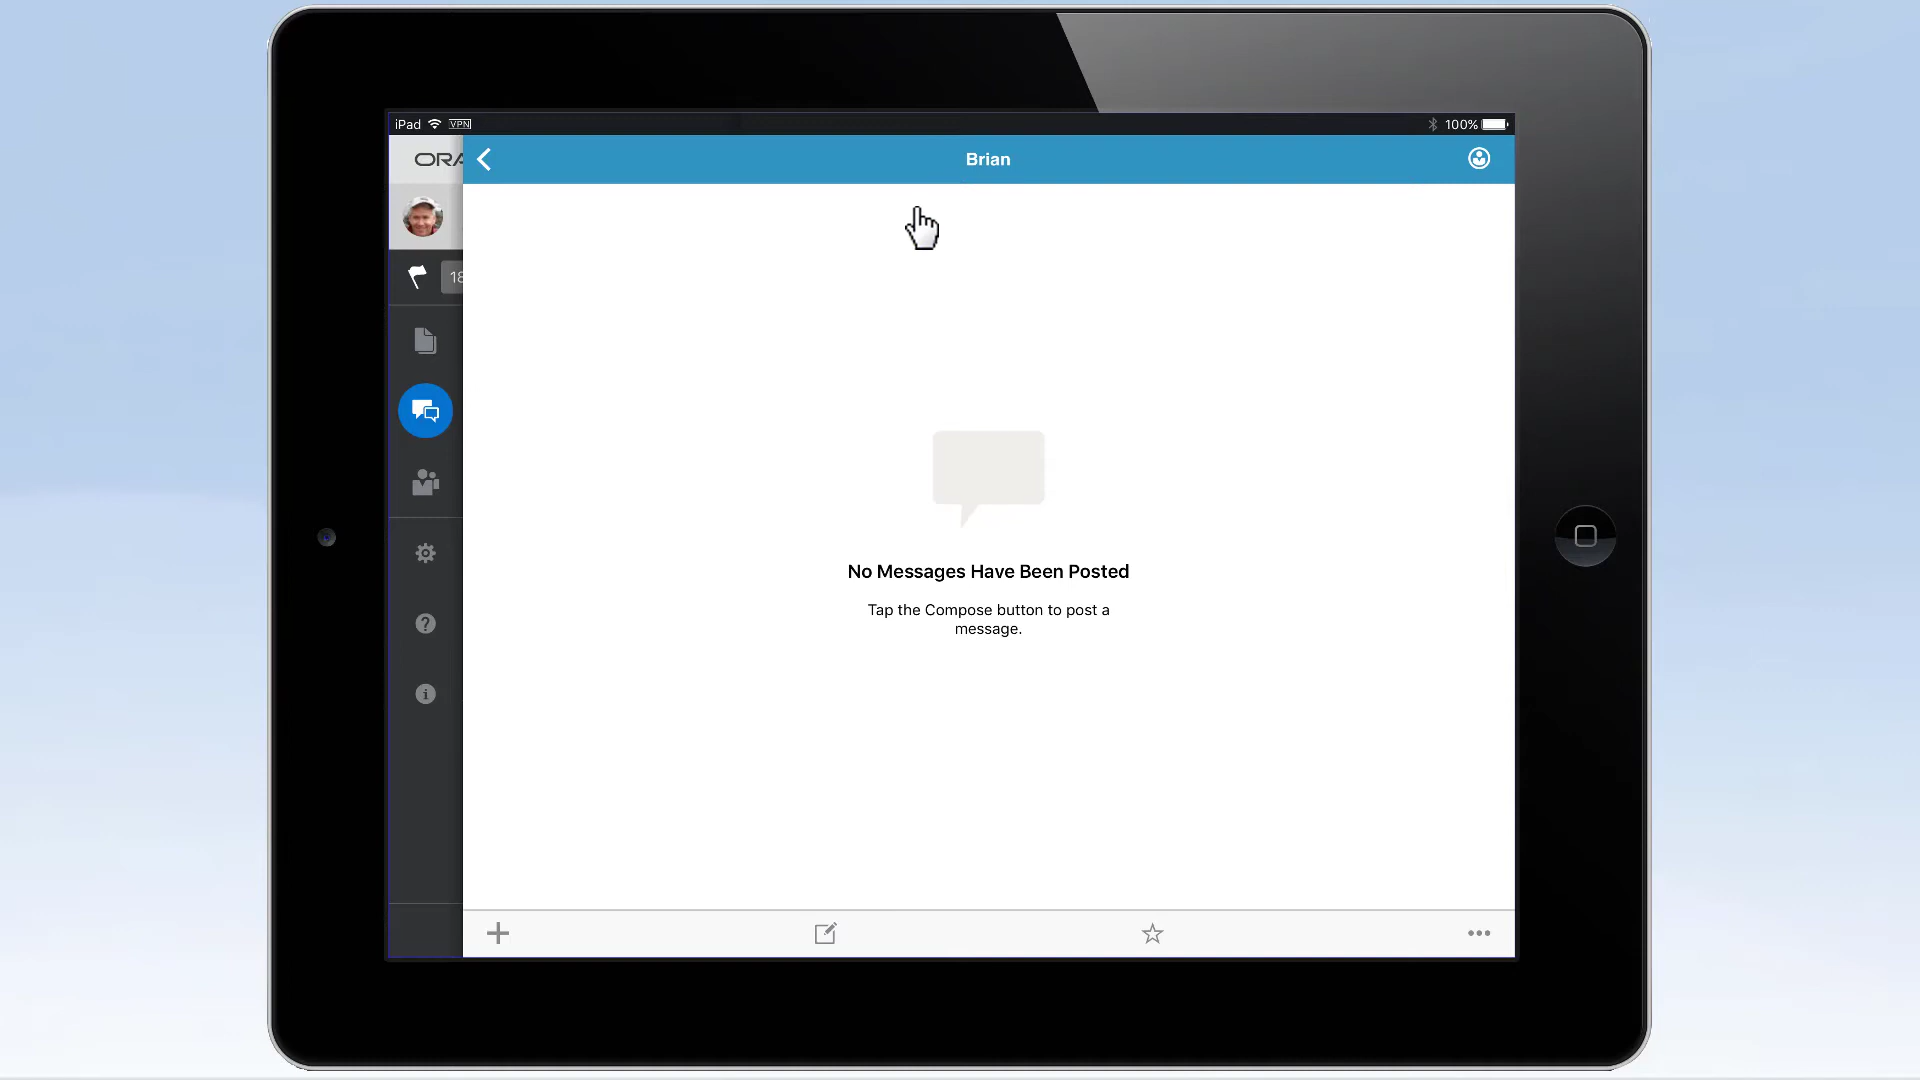 iPad VPN 100%
ORA
Brian
18
No Messages Have Been Posted
Tap the Compose button to post a
message.